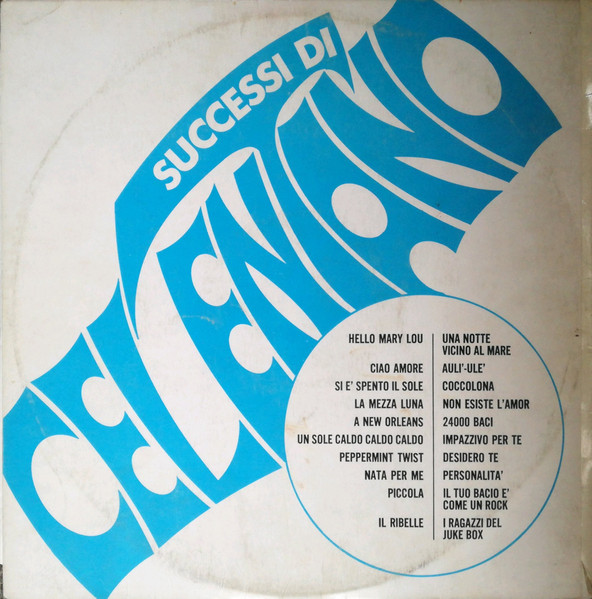 SUCCESSI DI
CELENTANO
HELLO MARY LOU
CIAO AMORE
SI E' SPENTO IL SOLE
LA MEZZA LUNA
A NEW ORLEANS
UN SOLE CALDO CALDO CALDO
PEPPERMINT TWIST
NATA PER ME
PICCOLA
IL RIBELLE
UNA NOTTE
VICINO AL MARE
AULI'-ULE'
COCCOLONA
NON ESISTE L'AMOR
24000 BACI
IMPAZZIVO PER TE
DESIDERO TE
PERSONALITA'
IL TUO BACIO E'
COME UN ROCK
I RAGAZZI DEL
JUKE BOX